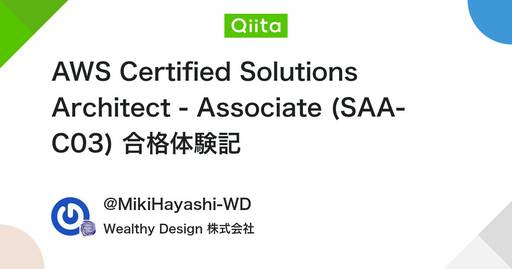 Qiita
AWS Certified Solutions
Architect - Associate (SAA-
C03) 合格体験記
@MikiHayashi-WD
Wealthy Design 株式会社